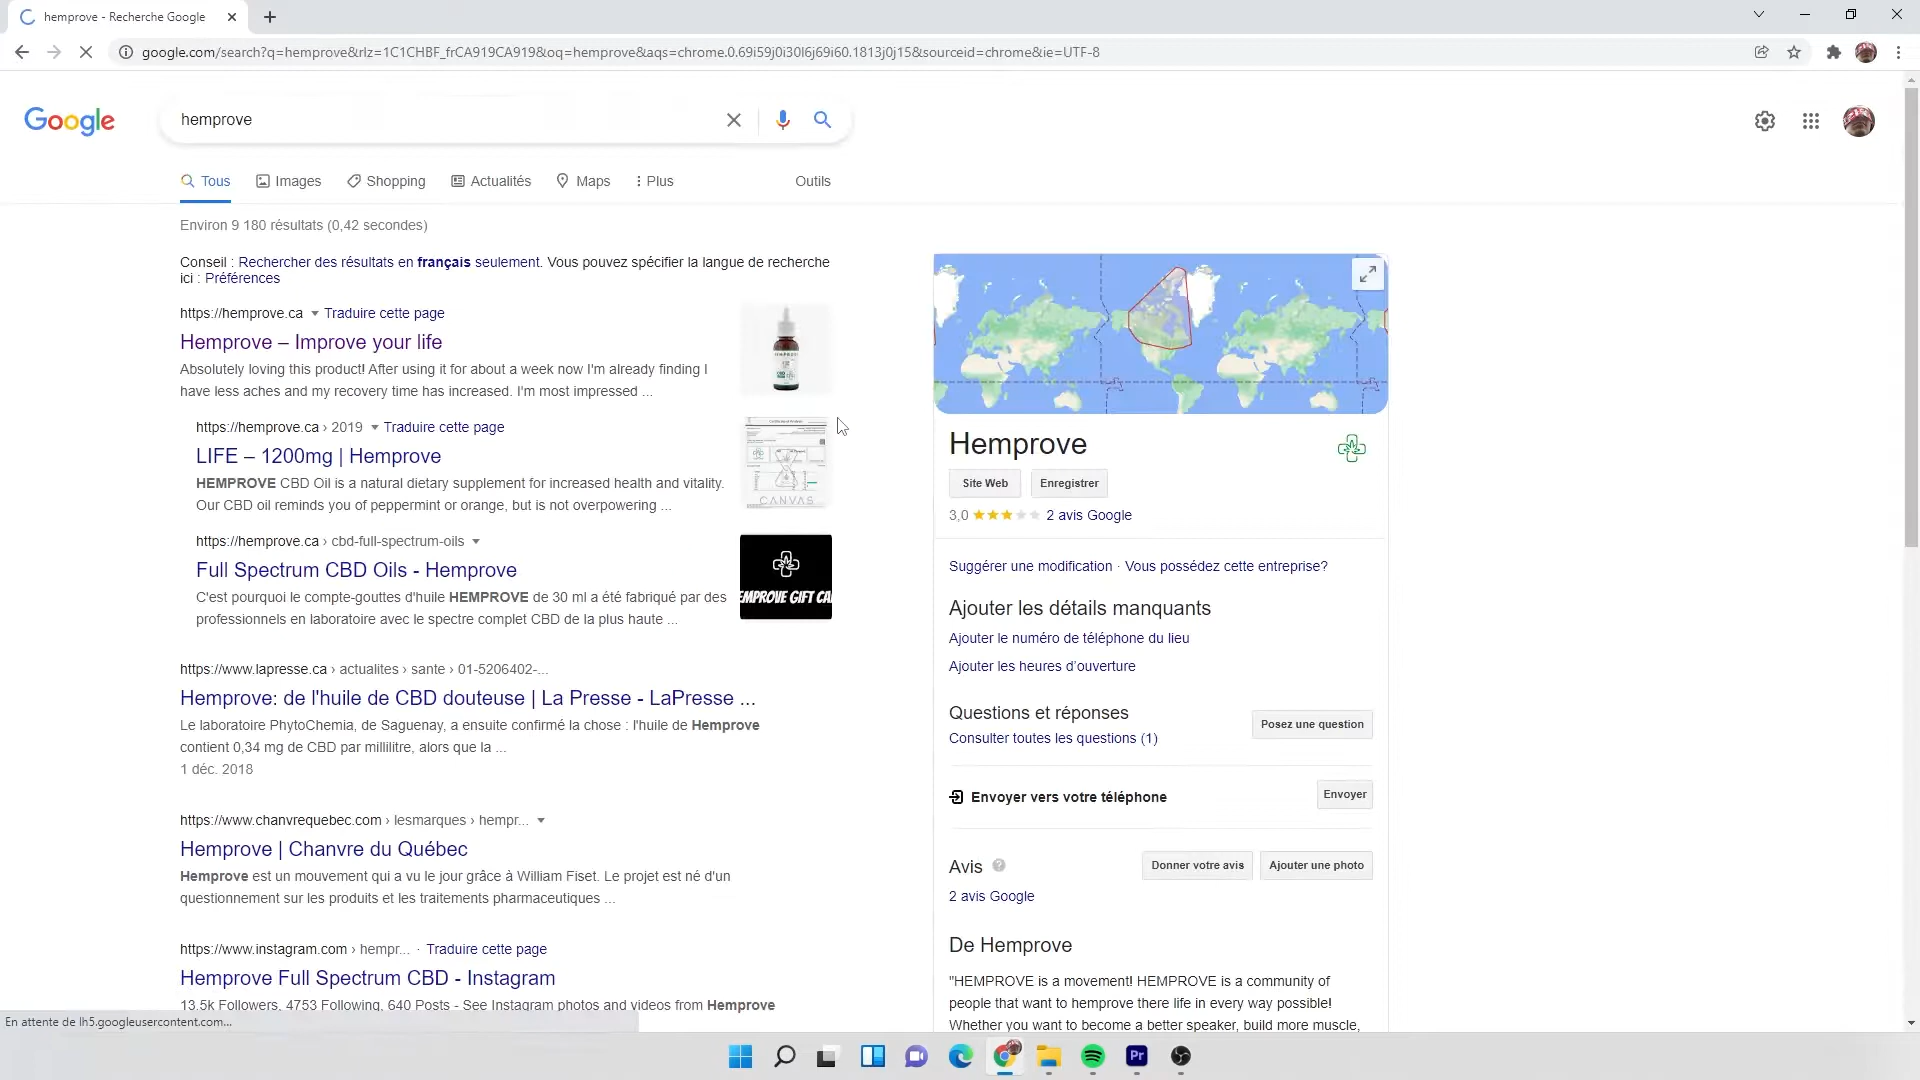 hemprove - Recherche Google
google.com/search?q=hemprove&rlz=1C1CHBF_frCA919CA919&oq=hemprove&aqs=chrome.0.69i59j0i30l6j69i60.1813j0j15&sourceid=chrome&ie=UTF-8
Google
hemprove
Tous
Images
Shopping
Actualités
Maps
Plus
Outils
Environ 9 180 résultats (0,42 secondes)
Conseil : Rechercher des résultats en français seulement. Vous pouvez spécifier la langue de recherche
ici : Préférences
https://hemprove.ca Traduire cette page
Hemprove – Improve your life
Absolutely loving this product! After using it for about a week now I'm already finding I
have less aches and my recovery time has increased. I'm most impressed ...
https://hemprove.ca › 2019 Traduire cette page
LIFE – 1200mg | Hemprove
HEMPROVE CBD Oil is a natural dietary supplement for increased health and vitality.
Our CBD oil reminds you of peppermint or orange, but is not overpowering ...
CANVAS
https://hemprove.ca › cbd-full-spectrum-oils
Full Spectrum CBD Oils - Hemprove
C'est pourquoi le compte-gouttes d'huile HEMPROVE de 30 ml a été fabriqué par des
professionnels en laboratoire avec le spectre complet CBD de la plus haute ...
EMPROVE GIFT CA
https://www.lapresse.ca › actualites › sante › 01-5206402-...
Hemprove: de l'huile de CBD douteuse | La Presse - LaPresse ...
Le laboratoire PhytoChemia, de Saguenay, a ensuite confirmé la chose : l'huile de Hemprove
contient 0,34 mg de CBD par millilitre, alors que la ...
1 déc. 2018
https://www.chanvrequebec.com › lesmarques › hempr...
Hemprove | Chanvre du Québec
Hemprove est un mouvement qui a vu le jour grâce à William Fiset. Le projet est né d'un
questionnement sur les produits et les traitements pharmaceutiques ...
https://www.instagram.com › hempr... · Traduire cette page
Hemprove Full Spectrum CBD - Instagram
13.5k Followers, 4753 Following, 640 Posts - See Instagram photos and videos from Hemprove
En attente de lh5.googleusercontent.com...
Hemprove
Site Web
Enregistrer
3,0 2 avis Google
Suggérer une modification · Vous possédez cette entreprise?
Ajouter les détails manquants
Ajouter le numéro de téléphone du lieu
Ajouter les heures d'ouverture
Questions et réponses
Consulter toutes les questions (1)
Posez une question
Envoyer vers votre téléphone
Envoyer
Avis
Donner votre avis
Ajouter une photo
2 avis Google
De Hemprove
"HEMPROVE is a movement! HEMPROVE is a community of
people that want to hemprove there life in every way possible!
Whether you want to become a better speaker, build more muscle,
Pr